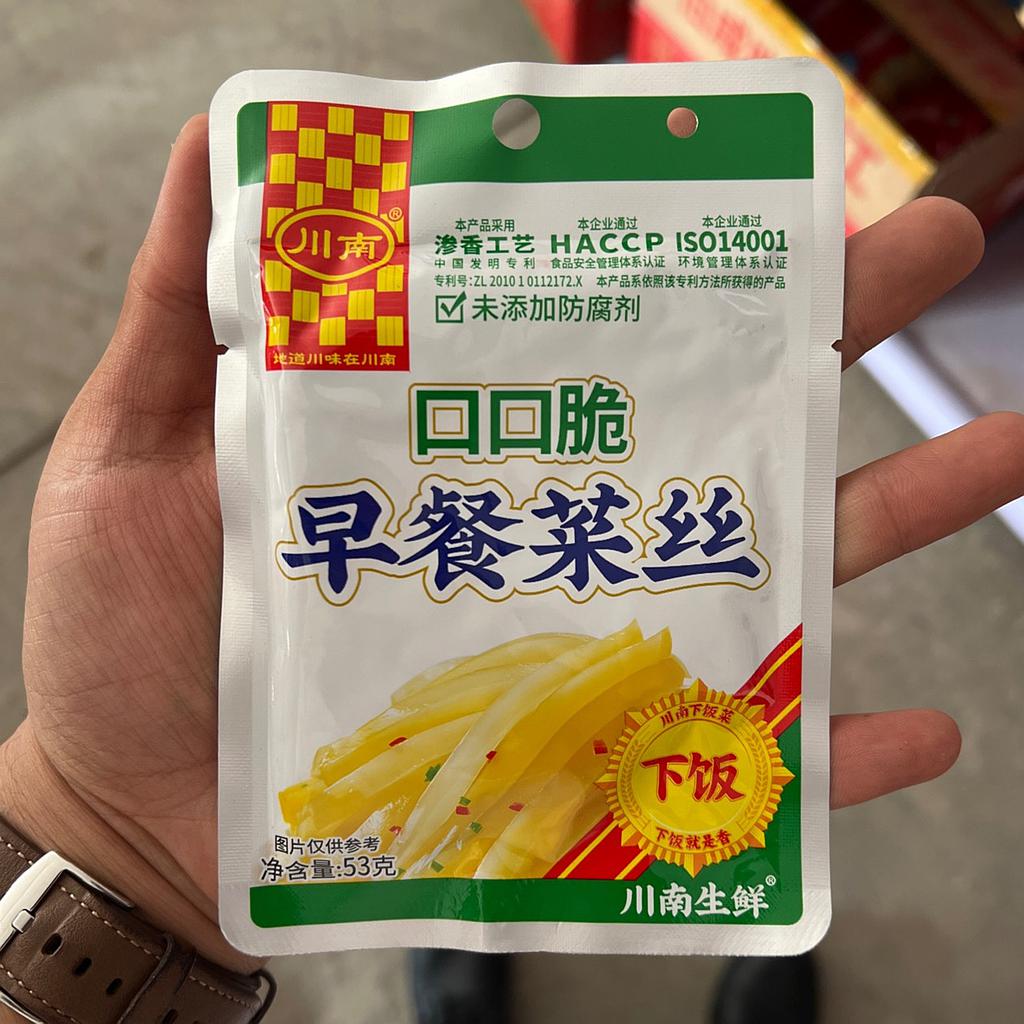 川南®
地道川味在川南
本产品采用
渗香工艺
中国发明专利
本企业通过
HACCP
食品安全管理体系认证
本企业通过
ISO14001
环境管理体系认证
专利号:ZL 2010 1 0112172.X 本产品系依照该专利方法所获得的产品
未添加防腐剂
口口脆
早餐菜丝
川南下饭菜
下饭
下饭就是香
图片仅供参考
净含量:53克
川南生鲜®